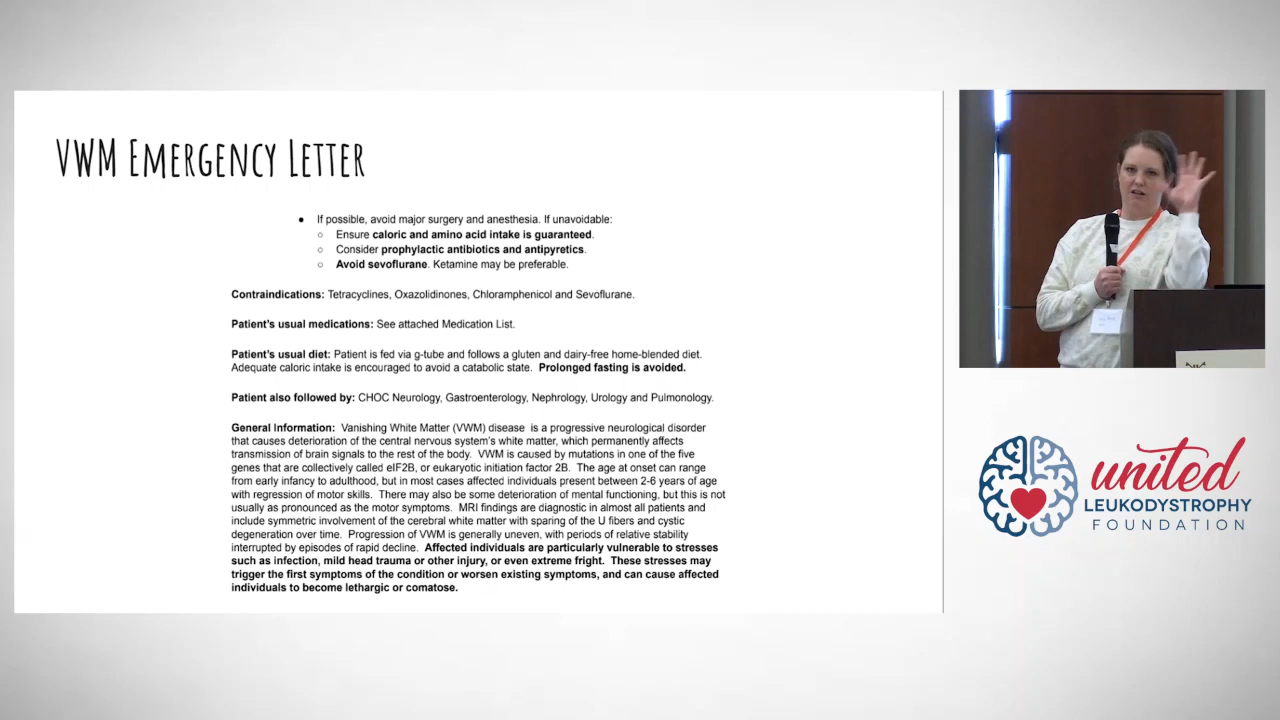 VWM Emergency Letter
● If possible, avoid major surgery and anesthesia. If unavoidable:
○ Ensure caloric and amino acid intake is guaranteed.
○ Consider prophylactic antibiotics and antipyretics.
○ Avoid sevoflurane. Ketamine may be preferable.
Contraindications: Tetracyclines, Oxazolidinones, Chloramphenicol and Sevoflurane.
Patient's usual medications: See attached Medication List.
Patient's usual diet: Patient is fed via g-tube and follows a gluten and dairy-free home-blended diet.
Adequate caloric intake is encouraged to avoid a catabolic state. Prolonged fasting is avoided.
Patient also followed by: CHOC Neurology, Gastroenterology, Nephrology, Urology and Pulmonology.
General Information: Vanishing White Matter (VWM) disease is a progressive neurological disorder
that causes deterioration of the central nervous system's white matter, which permanently affects
transmission of brain signals to the rest of the body. VWM is caused by mutations in one of the five
genes that are collectively called eIF2B, or eukaryotic initiation factor 2B. The age at onset can range
from early infancy to adulthood, but in most cases affected individuals present between 2-6 years of age
with regression of motor skills. There may also be some deterioration of mental functioning, but this is not
usually as pronounced as the motor symptoms. MRI findings are diagnostic in almost all patients and
include symmetric involvement of the cerebral white matter with sparing of the U fibers and cystic
degeneration over time. Progression of VWM is generally uneven, with periods of relative stability
interrupted by episodes of rapid decline. Affected individuals are particularly vulnerable to stresses
such as infection, mild head trauma or other injury, or even extreme fright. These stresses may
trigger the first symptoms of the condition or worsen existing symptoms, and can cause affected
individuals to become lethargic or comatose.
united
LEUKODYSTROPHY
FOUNDATION